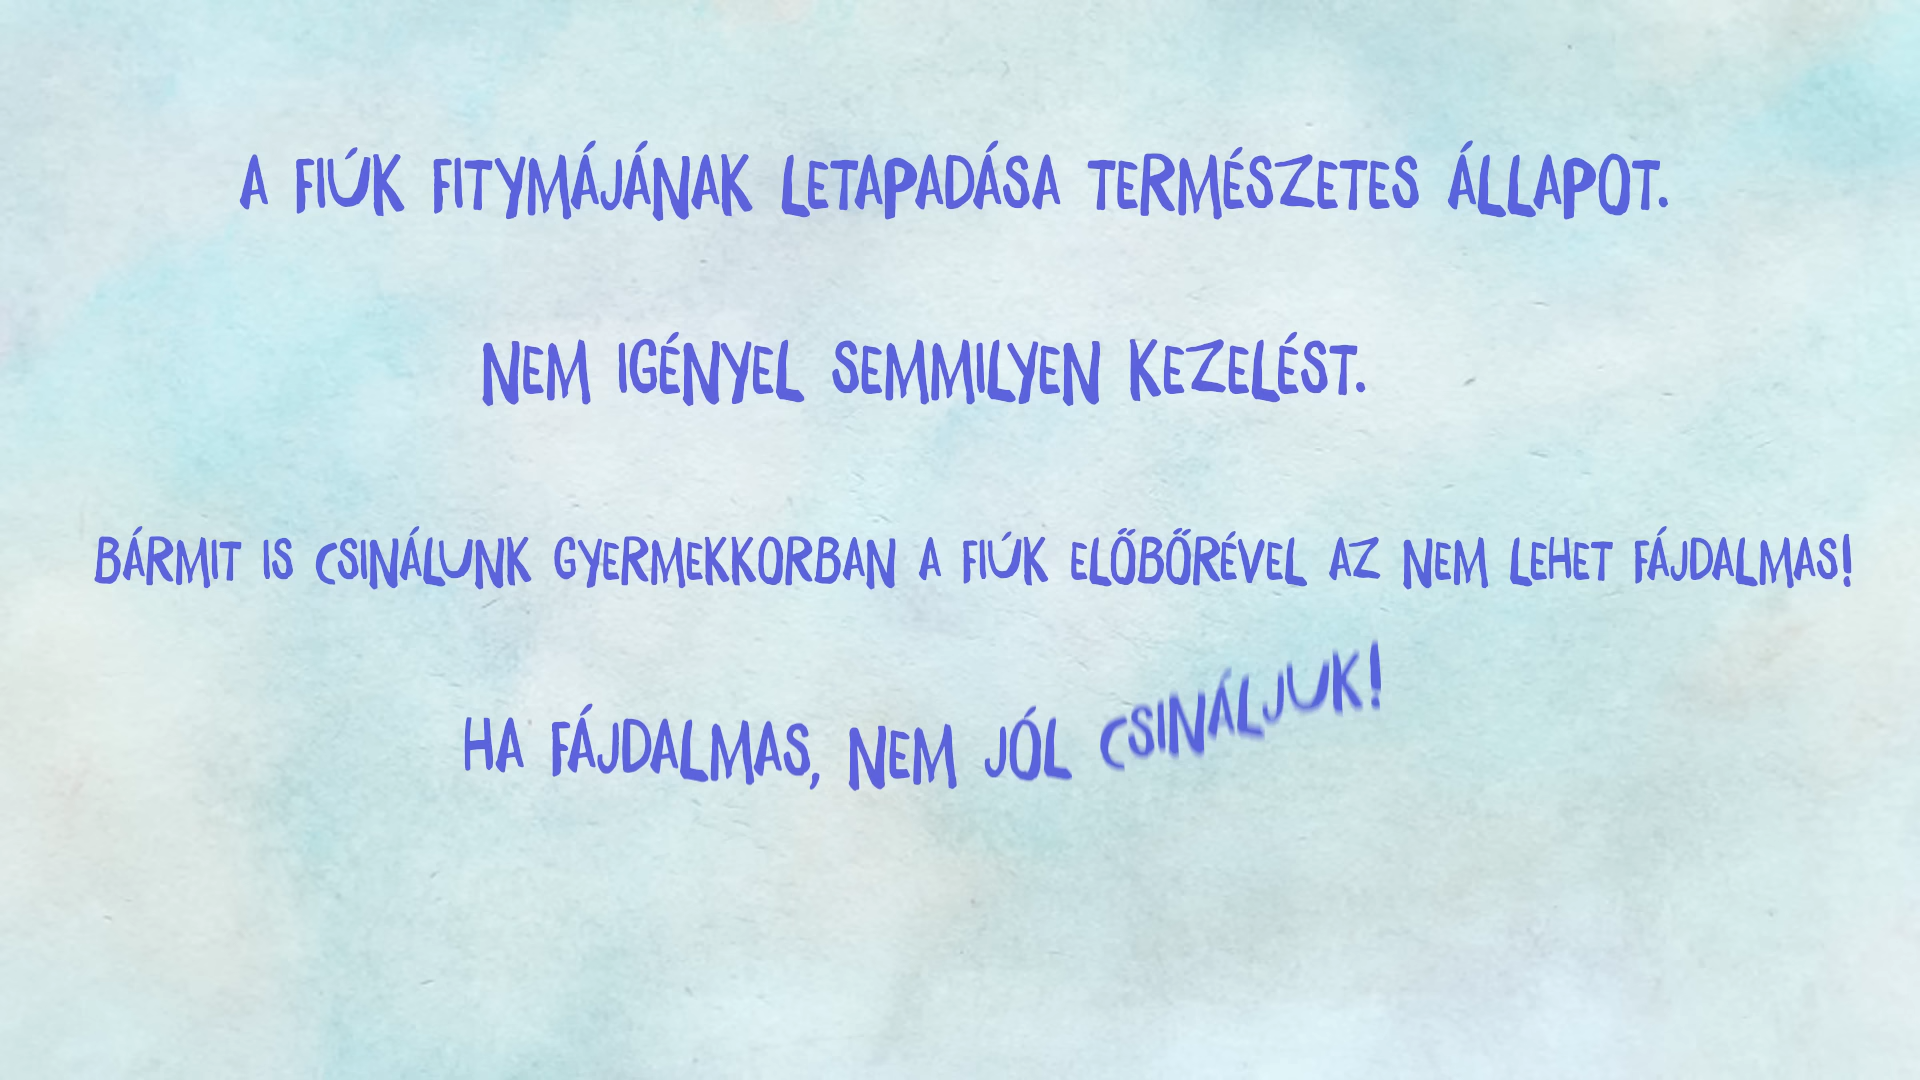 A FIÚK FITYMÁJÁNAK LETAPADÁSA TERMÉSZETES ÁLLAPOT.
NEM IGÉNYEL SEMMILYEN KEZELÉST.
BÁRMIT IS CSINÁLUNK GYERMEKKORBAN A FIÚK ELŐBŐRÉVEL AZ NEM LEHET FÁJDALMAS!
HA FÁJDALMAS, NEM JÓL CSINÁLJUK!